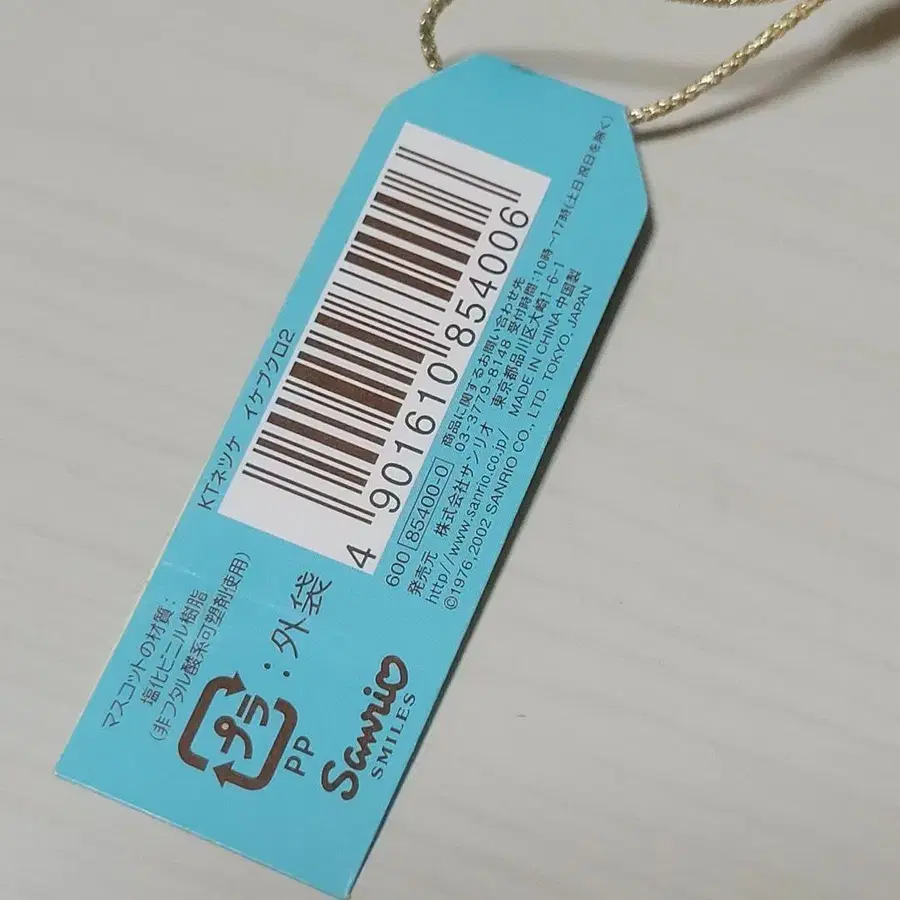 KTネツケ イケブクロ2
4 901610 854006
600 85400-0
商品に関するお問い合わせ先
03-3779-8148 受付時間:10時~17時(土日祝日を除く)
発売元 株式会社サンリオ 東京都品川区大崎1-6-1
http://www.sanrio.co.jp/ MADE IN CHINA 中国製
©1976,2002 SANRIO CO., LTD. TOKYO, JAPAN
マスコットの材質:
塩化ビニル樹脂
(非フタル酸系可塑剤使用)
プラ:外袋
PP
Sanrio
SMILES